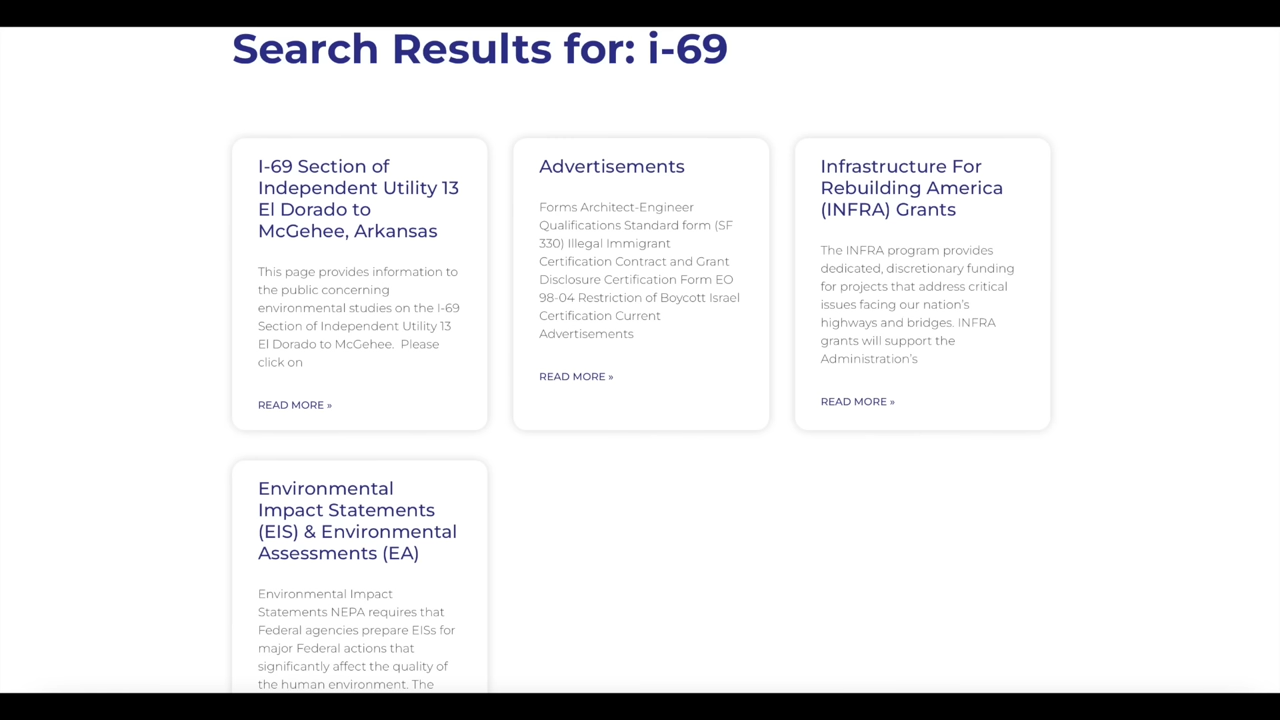 Search Results for: i-69
I-69 Section of
Independent Utility 13
El Dorado to
McGehee, Arkansas
This page provides information to
the public concerning
environmental studies on the I-69
Section of Independent Utility 13
El Dorado to McGehee.  Please
click on
READ MORE »
Advertisements
Forms Architect-Engineer
Qualifications Standard form (SF
330) Illegal Immigrant
Certification Contract and Grant
Disclosure Certification Form EO
98-04 Restriction of Boycott Israel
Certification Current
Advertisements
READ MORE »
Infrastructure For
Rebuilding America
(INFRA) Grants
The INFRA program provides
dedicated, discretionary funding
for projects that address critical
issues facing our nation's
highways and bridges. INFRA
grants will support the
Administration's
READ MORE »
Environmental
Impact Statements
(EIS) & Environmental
Assessments (EA)
Environmental Impact
Statements NEPA requires that
Federal agencies prepare EISs for
major Federal actions that
significantly affect the quality of
the human environment. The